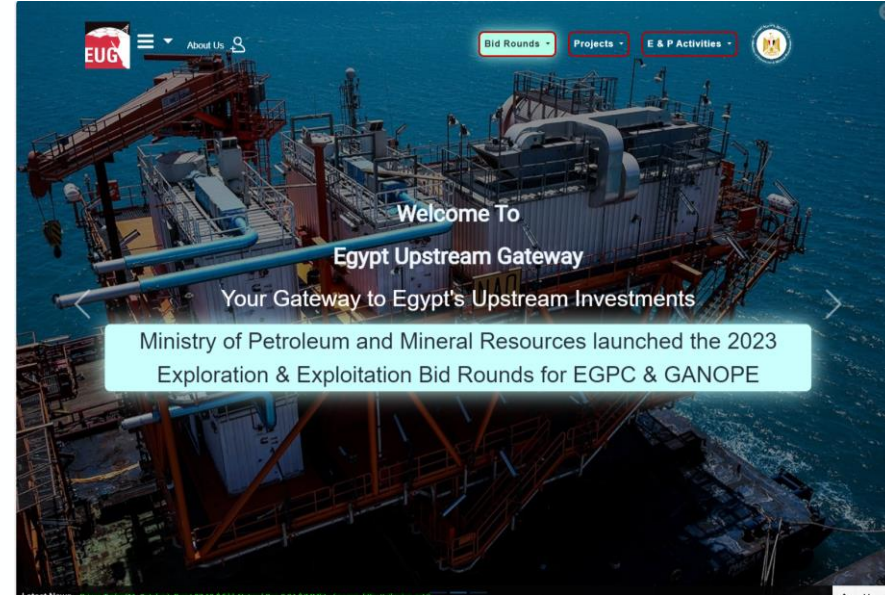 EUG
About Us
Bid Rounds
Projects
E & P Activities
Welcome To
Egypt Upstream Gateway
Your Gateway to Egypt's Upstream Investments
Ministry of Petroleum and Mineral Resources launched the 2023
Exploration & Exploitation Bid Rounds for EGPC & GANOPE